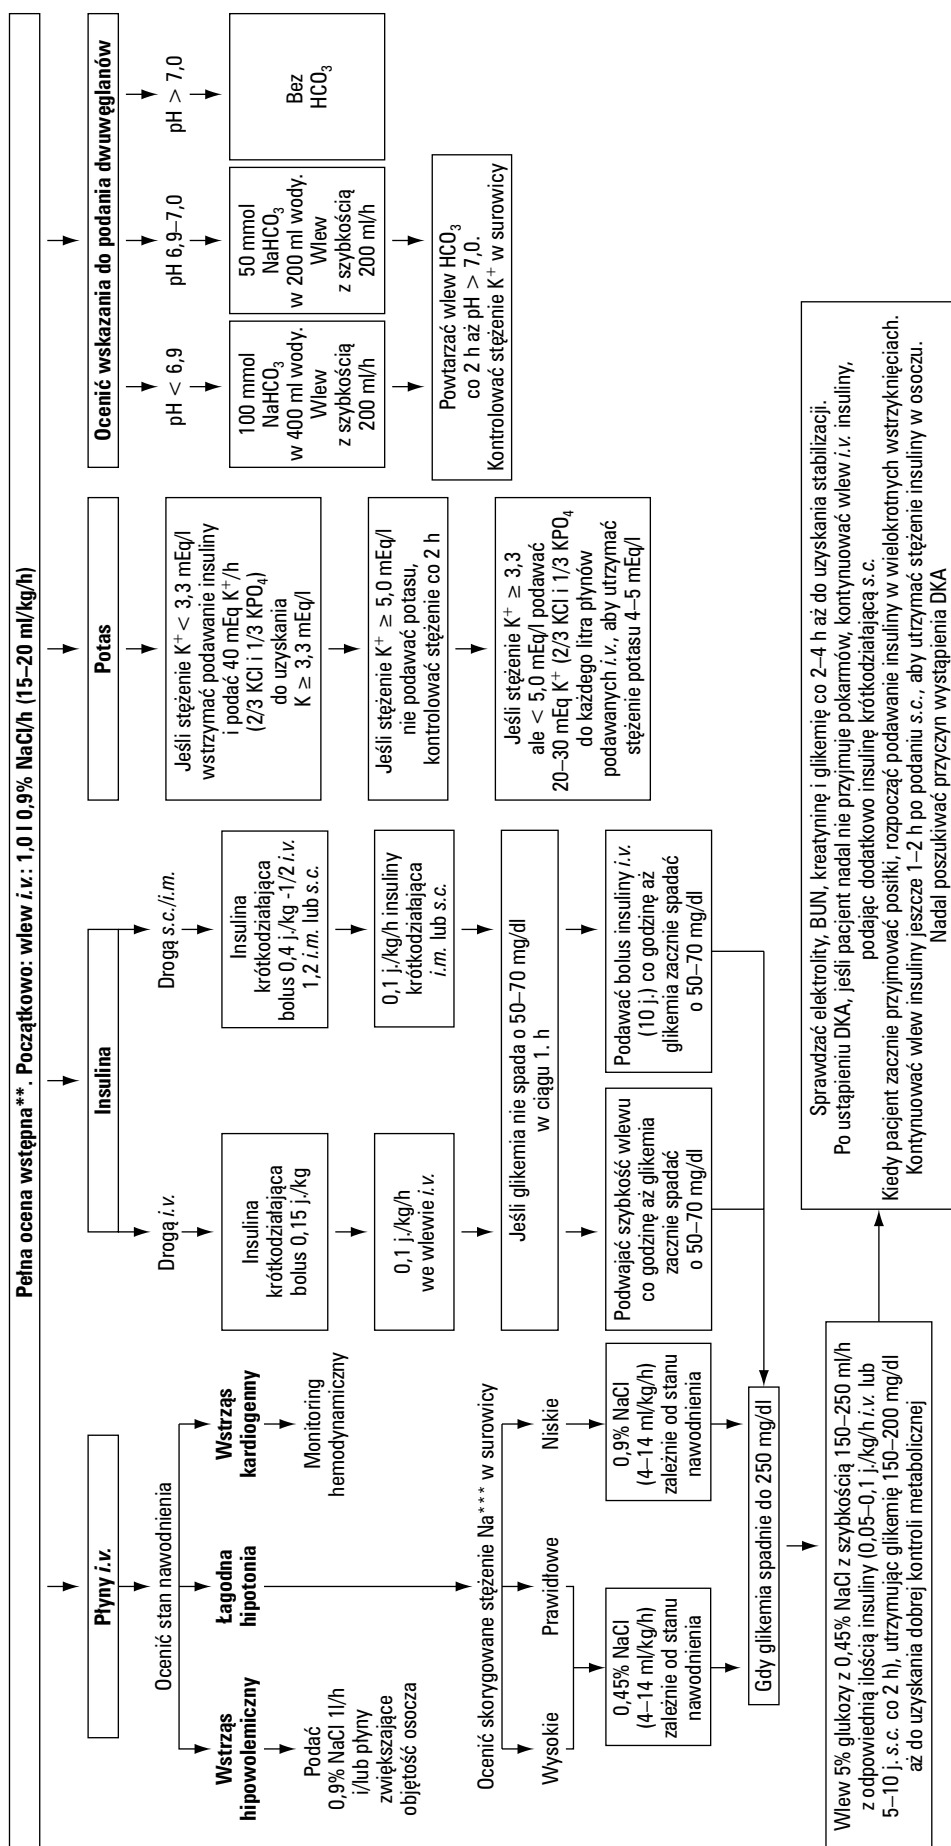 Pełna ocena wstępna**. Początkowo: wlew i.v.: 1,0 l 0,9% NaCl/h (15–20 ml/kg/h)
Płyny i.v.
Ocenić stan nawodnienia
Wstrząs
hipowolemiczny
Podać
0,9% NaCl 1l/h
i/lub płyny
zwiększające
objętość osocza
Łagodna
hipotonia
Wstrząs
kardiogenny
Monitoring
hemodynamiczny
Ocenić skorygowane stężenie Na*** w surowicy
Wysokie
Prawidłowe
Niskie
0,45% NaCl
(4–14 ml/kg/h)
zależnie od stanu
nawodnienia
0,9% NaCl
(4–14 ml/kg/h)
zależnie od stanu
nawodnienia
Gdy glikemia spadnie do 250 mg/dl
Wlew 5% glukozy z 0,45% NaCl z szybkością 150–250 ml/h
z odpowiednią ilością insuliny (0,05–0,1 j./kg/h i.v. lub
5–10 j. s.c. co 2 h), utrzymując glikemię 150–200 mg/dl
aż do uzyskania dobrej kontroli metabolicznej
Insulina
Drogą i.v.
Insulina
krótkodziałająca
bolus 0,15 j./kg
0,1 j./kg/h
we wlewie i.v.
Drogą s.c./i.m.
Insulina
krótkodziałająca
bolus 0,4 j./kg -1/2 i.v.
1,2 i.m. lub s.c.
0,1 j./kg/h insuliny
krótkodziałająca
i.m. lub s.c.
Jeśli glikemia nie spada o 50–70 mg/dl
w ciągu 1. h
Podwajać szybkość wlewu
co godzinę aż glikemia
zacznie spadać
o 50–70 mg/dl
Podawać bolus insuliny i.v.
(10 j.) co godzinę aż
glikemia zacznie spadać
o 50–70 mg/dl
Potas
Jeśli stężenie K⁺ < 3,3 mEq/l
wstrzymać podawanie insuliny
i podać 40 mEq K⁺/h
(2/3 KCl i 1/3 KPO₄)
do uzyskania
K ≥ 3,3 mEq/l
Jeśli stężenie K⁺ ≥ 5,0 mEq/l
nie podawać potasu,
kontrolować stężenie co 2 h
Jeśli stężenie K⁺ ≥ 3,3
ale < 5,0 mEq/l podawać
20–30 mEq K⁺ (2/3 KCl i 1/3 KPO₄
do każdego litra płynów
podawanych i.v., aby utrzymać
stężenie potasu 4–5 mEq/l
Ocenić wskazania do podania dwuwęglanów
pH < 6,9
pH 6,9–7,0
pH > 7,0
100 mmol
NaHCO₃
w 400 ml wody.
Wlew
z szybkością
200 ml/h
50 mmol
NaHCO₃
w 200 ml wody.
Wlew
z szybkością
200 ml/h
Bez
HCO₃
Powtarzać wlew HCO₃
co 2 h aż pH > 7,0.
Kontrolować stężenie K⁺ w surowicy
Sprawdzać elektrolity, BUN, kreatyninę i glikemię co 2–4 h aż do uzyskania stabilizacji.
Po ustąpieniu DKA, jeśli pacjent nadal nie przyjmuje pokarmów, kontynuować wlew i.v. insuliny,
podając dodatkowo insulinę krótkodziałającą s.c.
Kiedy pacjent zacznie przyjmować posiłki, rozpocząć podawanie insuliny w wielokrotnych wstrzyknięciach.
Kontynuować wlew insuliny jeszcze 1–2 h po podaniu s.c., aby utrzymać stężenie insuliny w osoczu.
Nadal poszukiwać przyczyn wystąpienia DKA